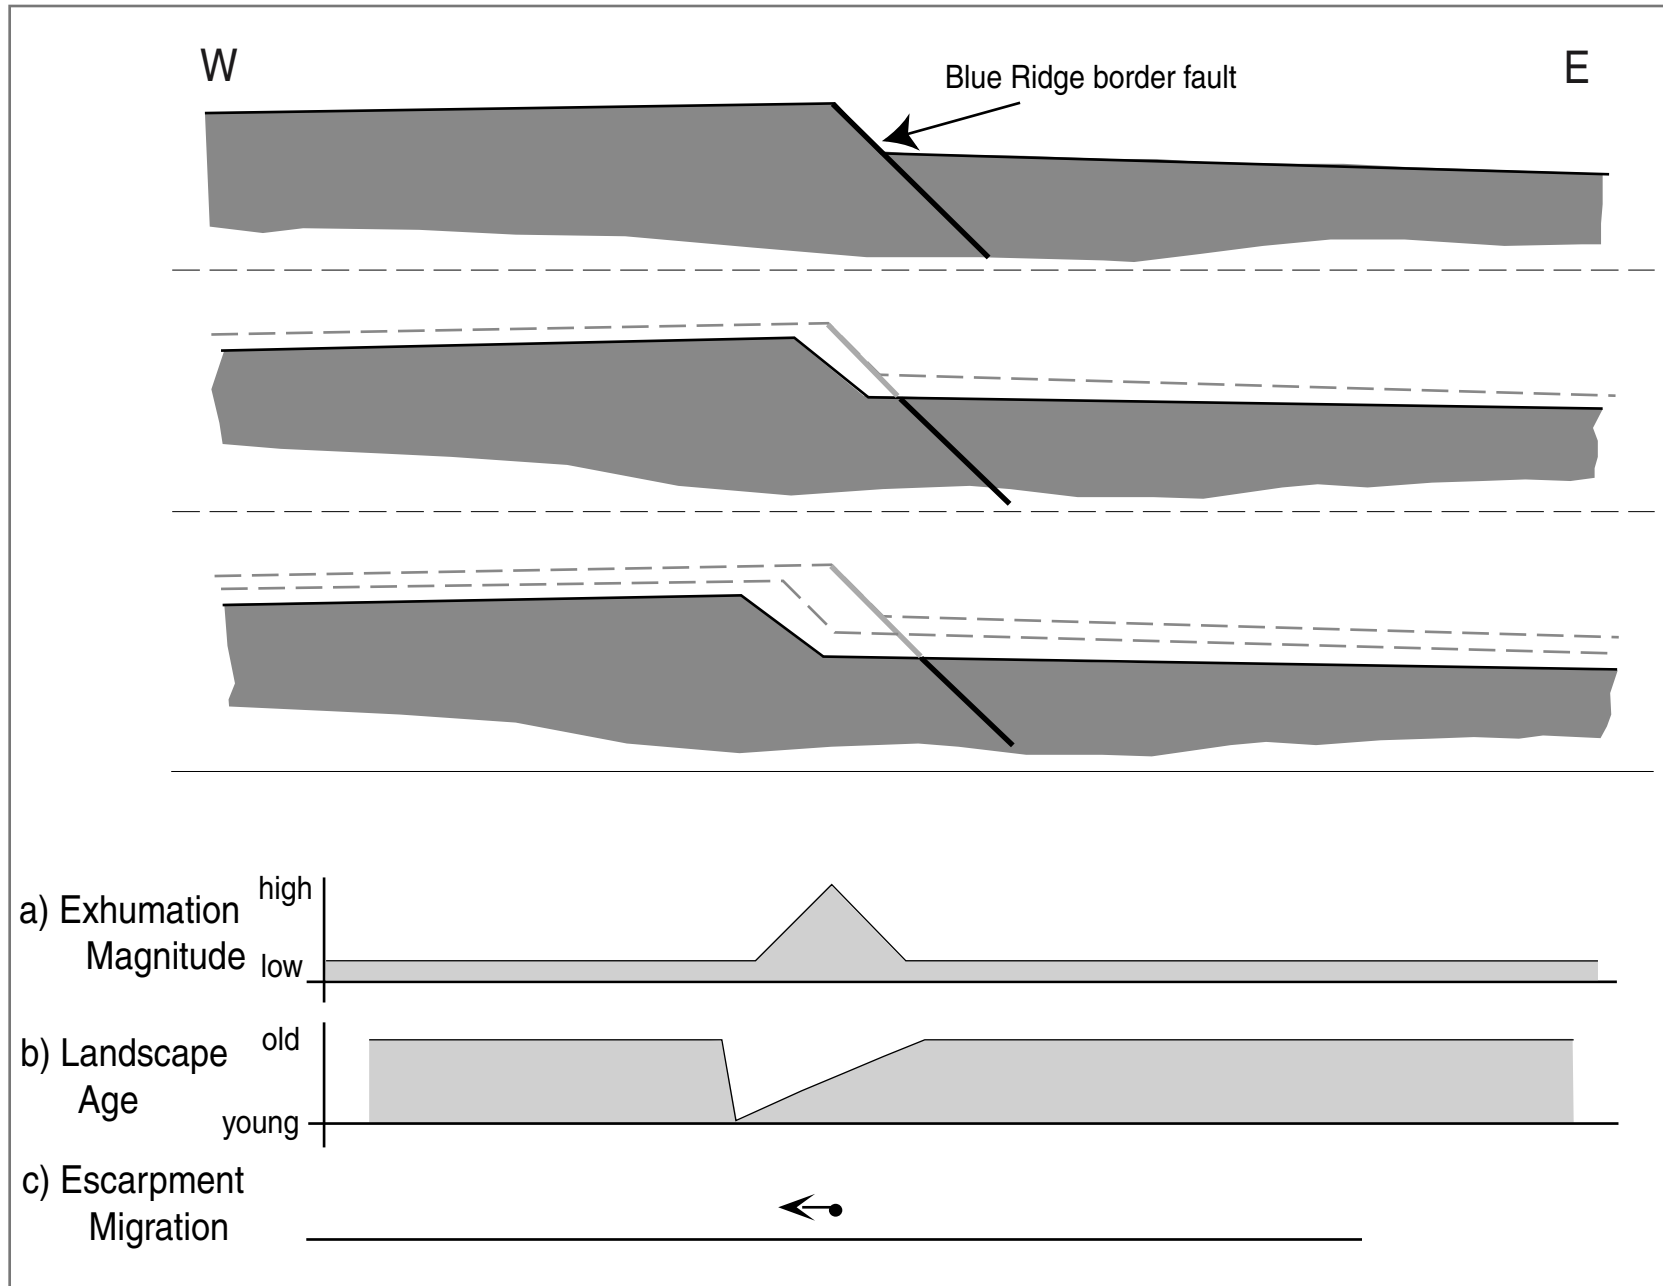 W
E
Blue Ridge border fault
a) Exhumation
Magnitude
high
low
b) Landscape
Age
old
young
c) Escarpment
Migration